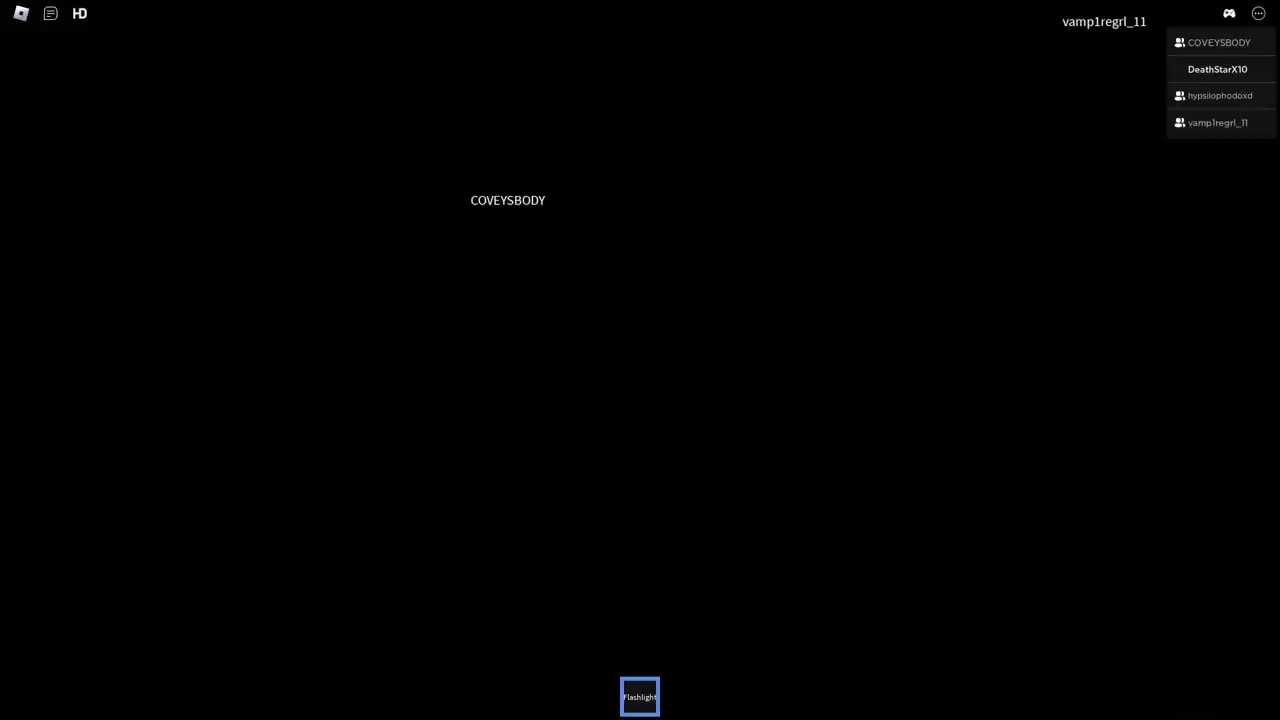 HD
vamp1regrl_11
COVEYSBODY
DeathStarX10
hypsilophodoxd
vamp1regrl_11
COVEYSBODY
Flashlight